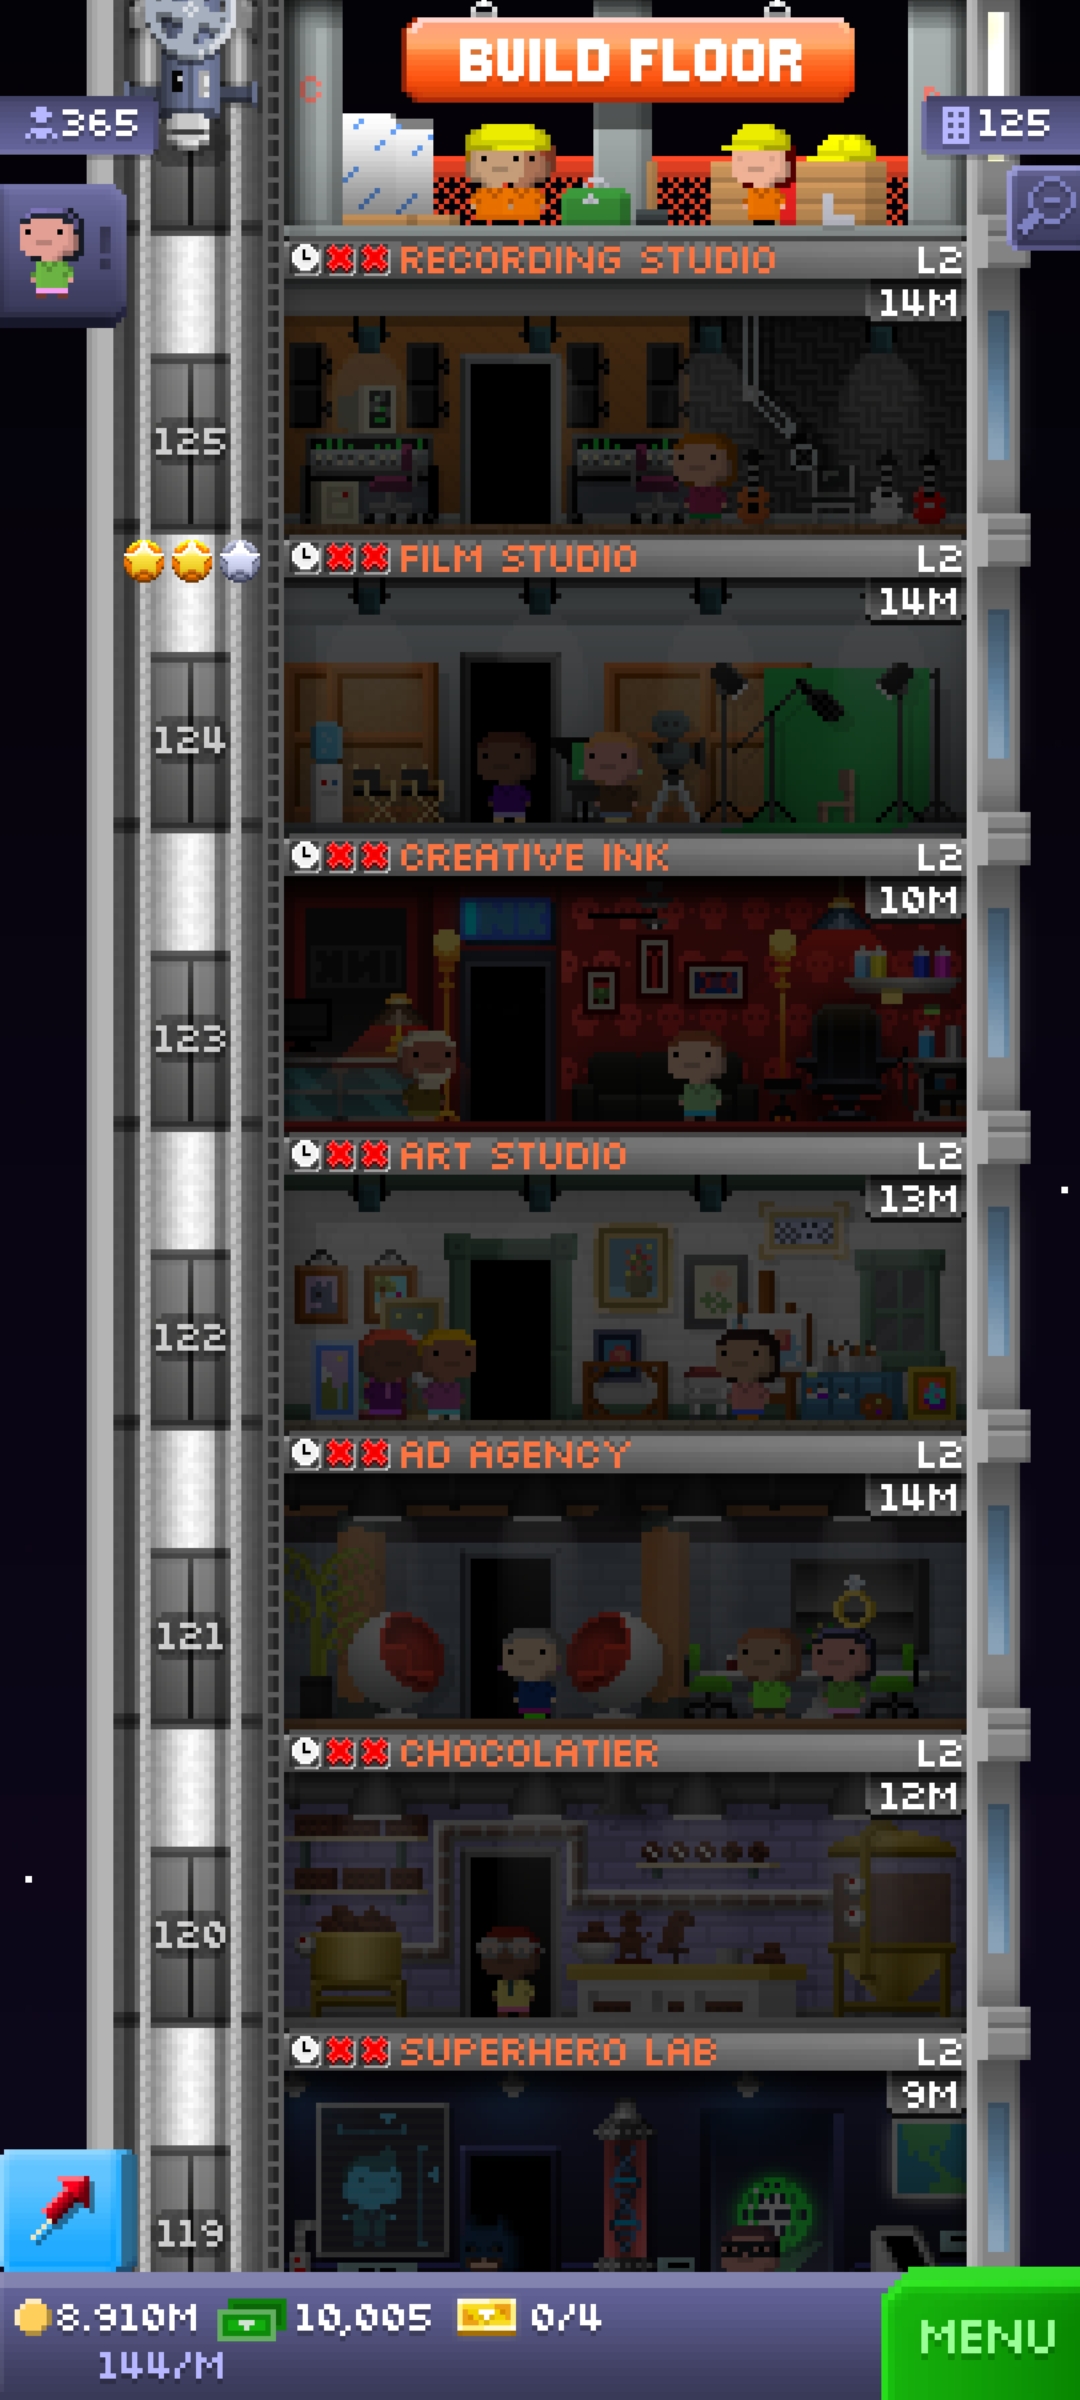 BUILD FLOOR
365
125
RECORDING STUDIO L2
14M
125
FILM STUDIO L2
14M
124
CREATIVE INK L2
10M
INK
123
ART STUDIO L2
13M
122
AD AGENCY L2
14M
121
CHOCOLATIER L2
12M
120
SUPERHERO LAB L2
9M
119
8.910M 10,005 0/4
144/M
MENU